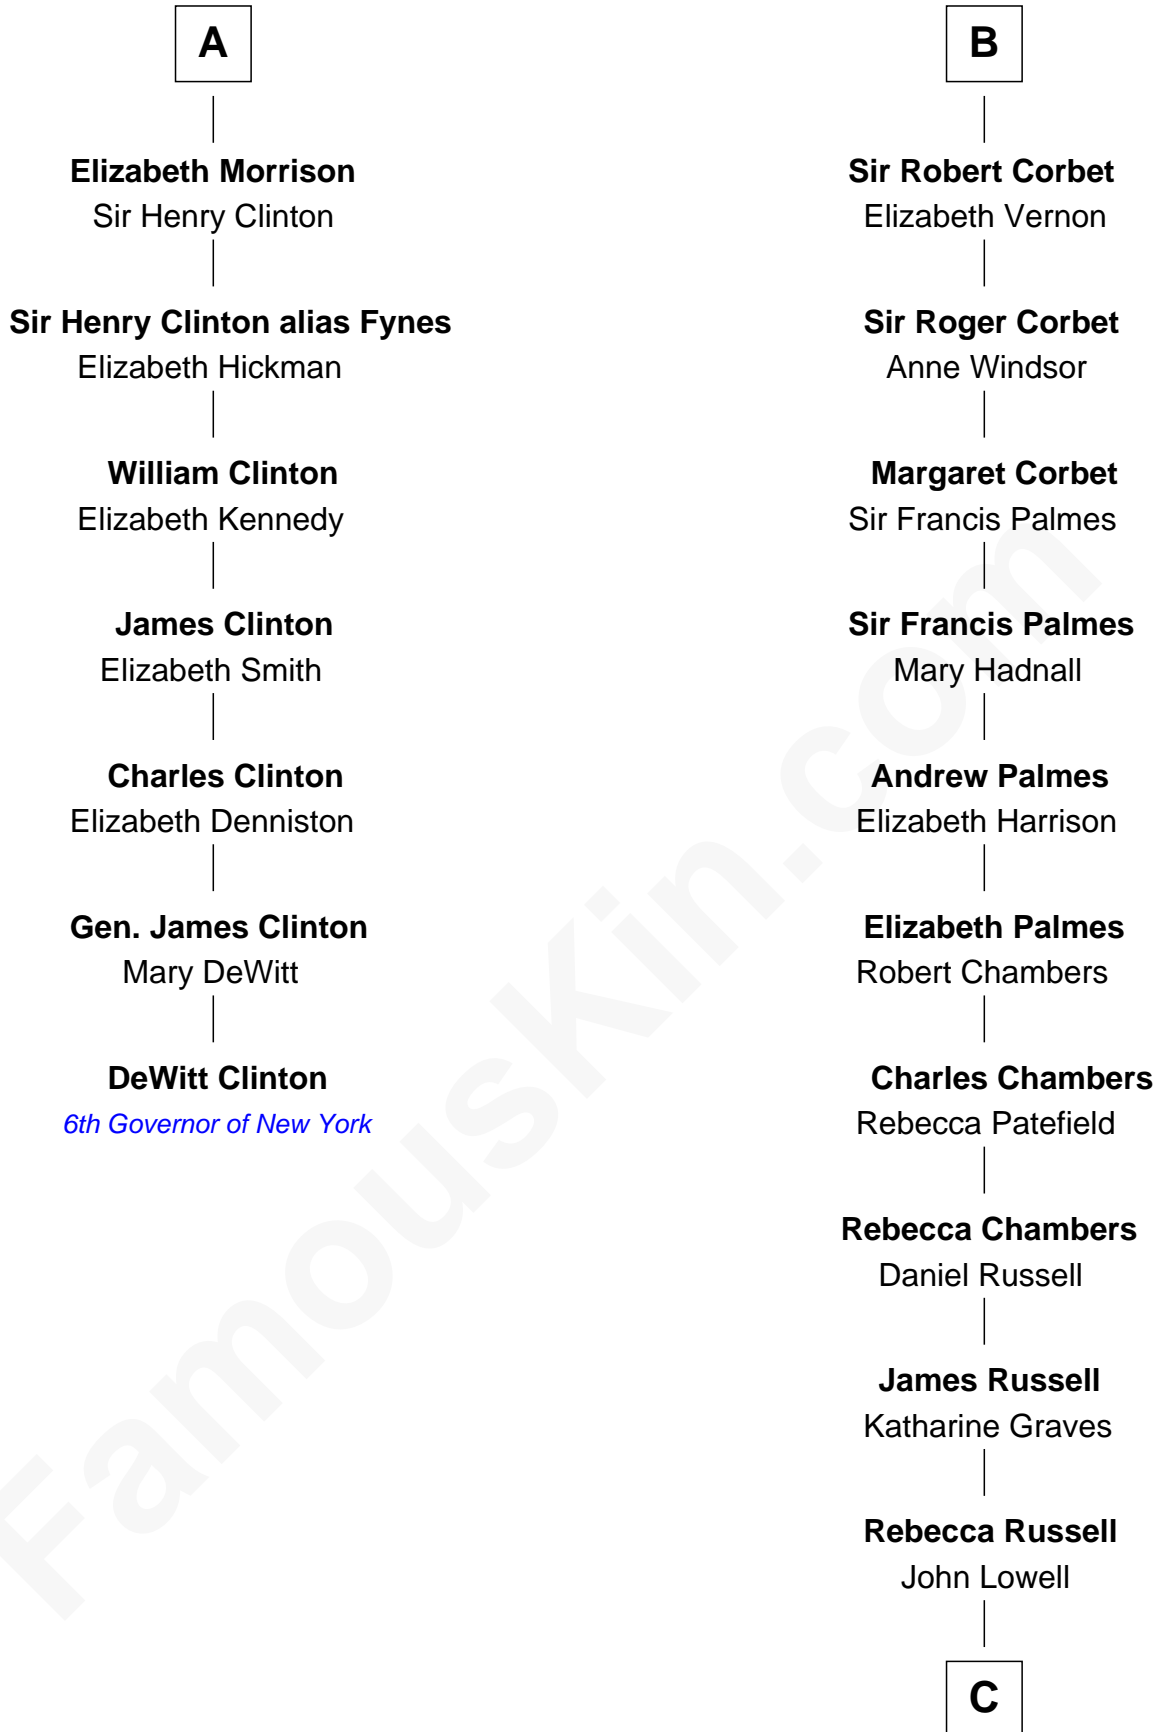 A
Elizabeth Morrison
Sir Henry Clinton
Sir Henry Clinton alias Fynes
Elizabeth Hickman
William Clinton
Elizabeth Kennedy
James Clinton
Elizabeth Smith
Charles Clinton
Elizabeth Denniston
Gen. James Clinton
Mary DeWitt
DeWitt Clinton
6th Governor of New York
B
Sir Robert Corbet
Elizabeth Vernon
Sir Roger Corbet
Anne Windsor
Margaret Corbet
Sir Francis Palmes
Sir Francis Palmes
Mary Hadnall
Andrew Palmes
Elizabeth Harrison
Elizabeth Palmes
Robert Chambers
Charles Chambers
Rebecca Patefield
Rebecca Chambers
Daniel Russell
James Russell
Katharine Graves
Rebecca Russell
John Lowell
C
FamousKin.com